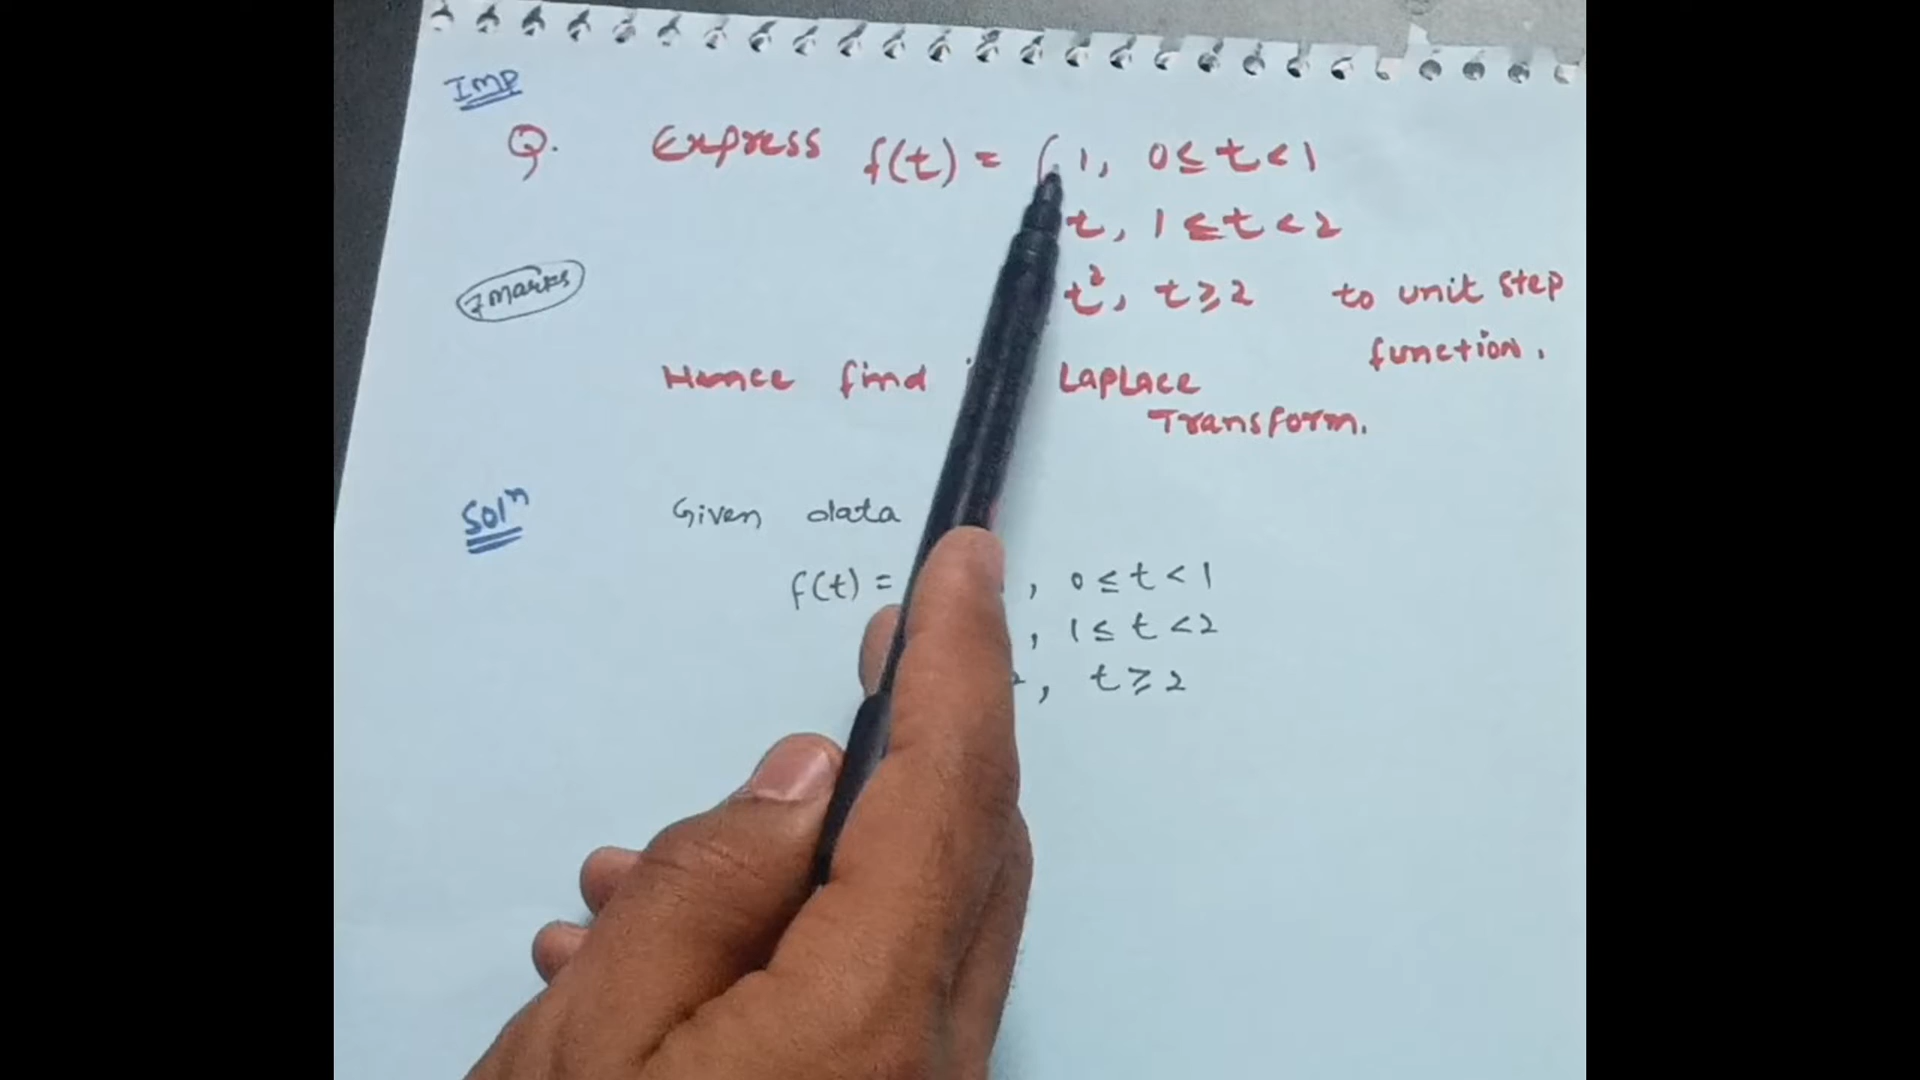 IMP
Q. Express f(t) = { 1, 0 ≤ t < 1
t, 1 ≤ t < 2
7 marks
t², t ≥ 2 to unit step
function.
Hence find Laplace
Transform.
Solⁿ Given data
f(t) = , 0 ≤ t < 1
, 1 ≤ t < 2
2, t ≥ 2